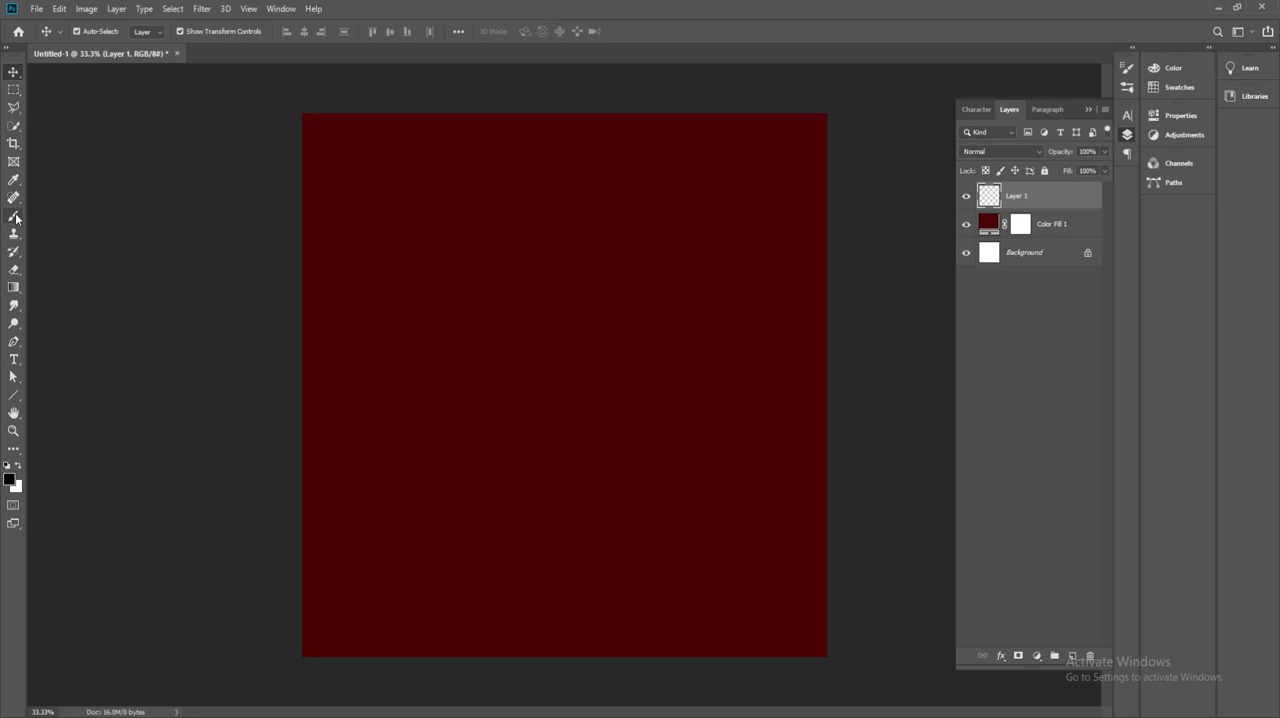 Ps File Edit Image Layer Type Select Filter 3D View Window Help
Auto-Select: Layer Show Transform Controls 3D Mode:
Untitled-1 @ 33.3% (Layer 1, RGB/8#) * ×
Color
Swatches
Properties
Adjustments
Channels
Paths
Learn
Libraries
Character Layers Paragraph
Kind
Normal Opacity: 100%
Lock: Fill: 100%
Layer 1
Color Fill 1
Background
Activate Windows
Go to Settings to activate Windows.
33.33% Doc: 16.0M/0 bytes